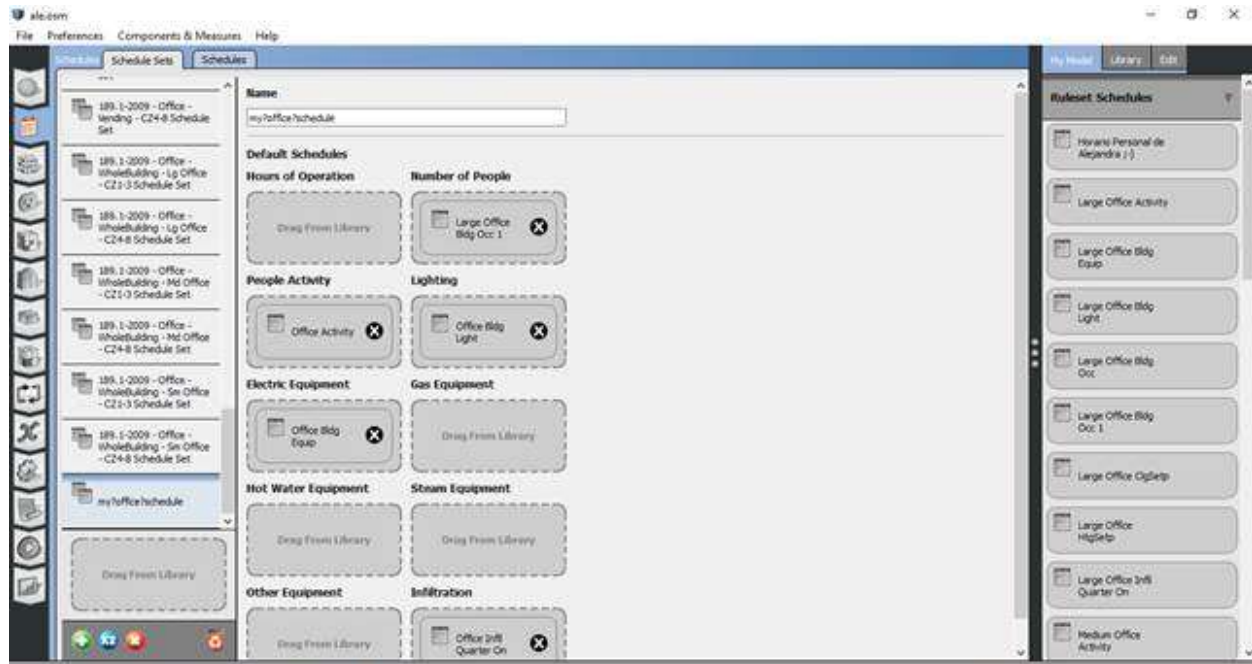 ale.osm
File Preferences Components & Measures Help
Schedules
Schedule Sets
Schedules
My Model
Library
Edit
189.1-2009 - Office -
Vending - CZ4-8 Schedule
Set
189.1-2009 - Office -
WholeBuilding - Lg Office
- CZ1-3 Schedule Set
189.1-2009 - Office -
WholeBuilding - Lg Office
- CZ4-8 Schedule Set
189.1-2009 - Office -
WholeBuilding - Md Office
- CZ1-3 Schedule Set
189.1-2009 - Office -
WholeBuilding - Md Office
- CZ4-8 Schedule Set
189.1-2009 - Office -
WholeBuilding - Sm Office
- CZ1-3 Schedule Set
189.1-2009 - Office -
WholeBuilding - Sm Office
- CZ4-8 Schedule Set
my?office?schedule
Drag From Library
Name
my?office?schedule
Default Schedules
Hours of Operation
Number of People
Drag From Library
Large Office
Bldg Occ 1
People Activity
Lighting
Office Activity
Office Bldg
Light
Electric Equipment
Gas Equipment
Office Bldg
Equip
Drag From Library
Hot Water Equipment
Steam Equipment
Drag From Library
Drag From Library
Other Equipment
Infiltration
Drag From Library
Office Infil
Quarter On
Ruleset Schedules
Horario Personal de
Alejandra ;-)
Large Office Activity
Large Office Bldg
Equip
Large Office Bldg
Light
Large Office Bldg
Occ
Large Office Bldg
Occ 1
Large Office ClgSetp
Large Office
HtgSetp
Large Office Infil
Quarter On
Medium Office
Activity